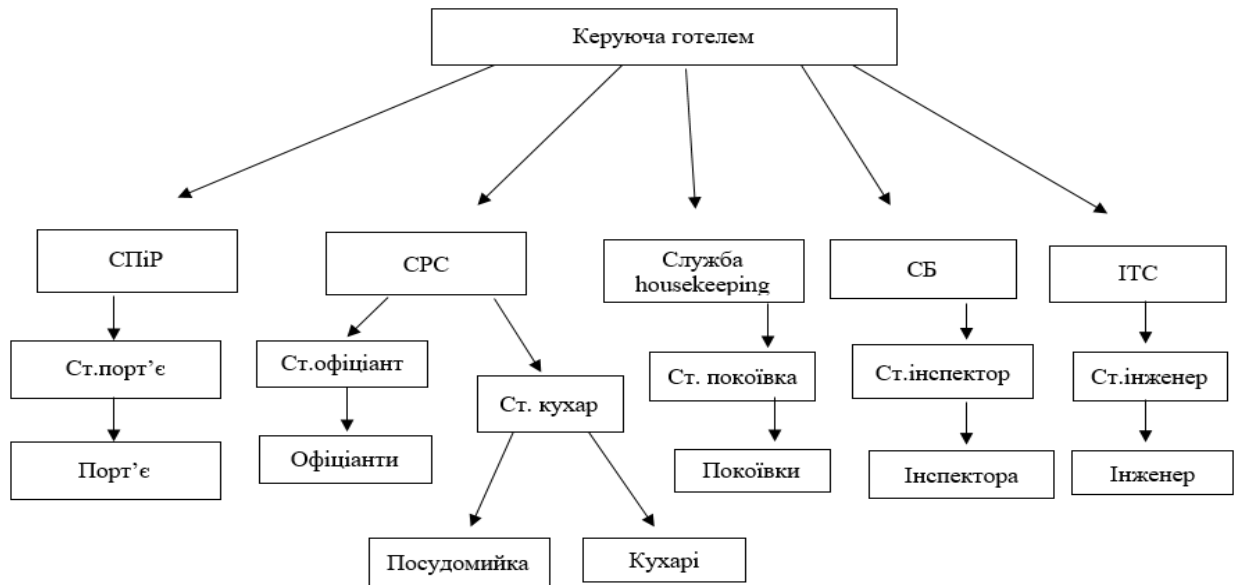 Керуюча готелем
СПіР
СРС
Служба
housekeeping
СБ
ІТС
Ст.порт’є
Ст.офіціант
Ст. кухар
Ст. покоївка
Ст.інспектор
Ст.інженер
Порт’є
Офіціанти
Покоївки
Інспектора
Інженер
Посудомийка
Кухарі